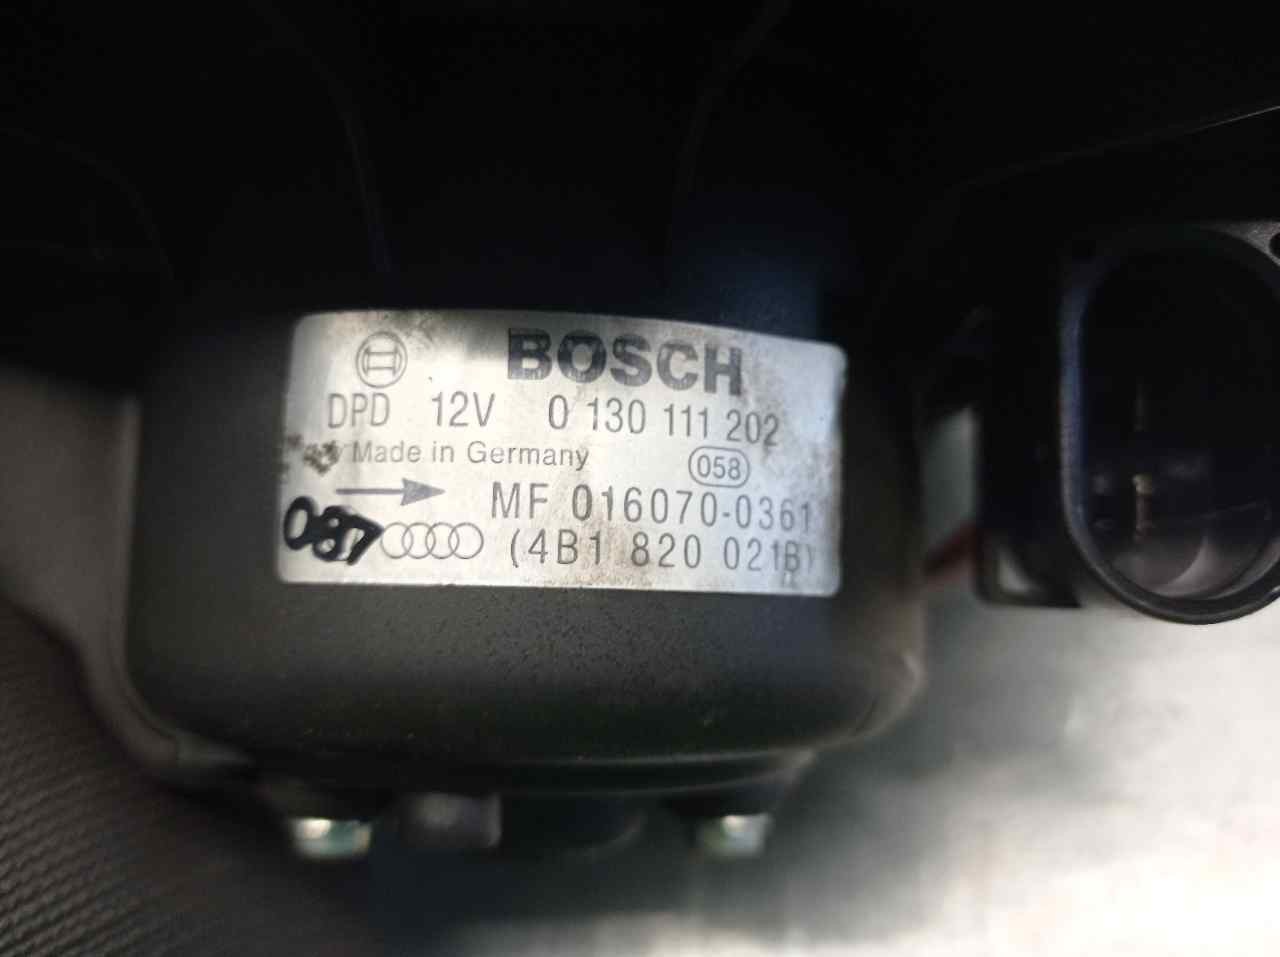 BOSCH
DPD 12V 0 130 111 202
Made in Germany 058
MF 016070-0361
087 (4B1 820 021B)